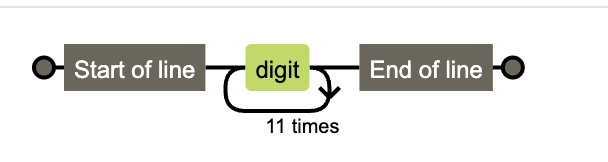 Start of line digit End of line
11 times